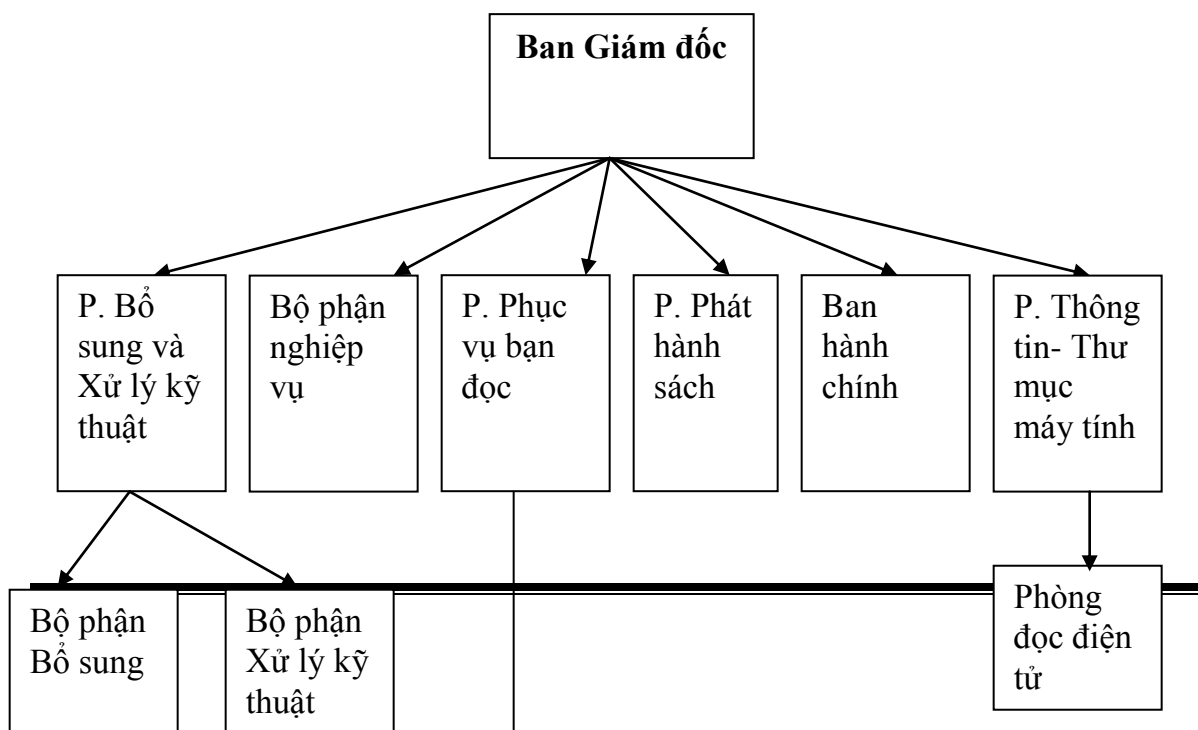 Ban Giám đốc
P. Bổ
sung và
Xử lý kỹ
thuật
Bộ phận
nghiệp
vụ
P. Phục
vụ bạn
đọc
P. Phát
hành
sách
Ban
hành
chính
P. Thông
tin- Thư
mục
máy tính
Bộ phận
Bổ sung
Bộ phận
Xử lý kỹ
thuật
Phòng
đọc điện
tử